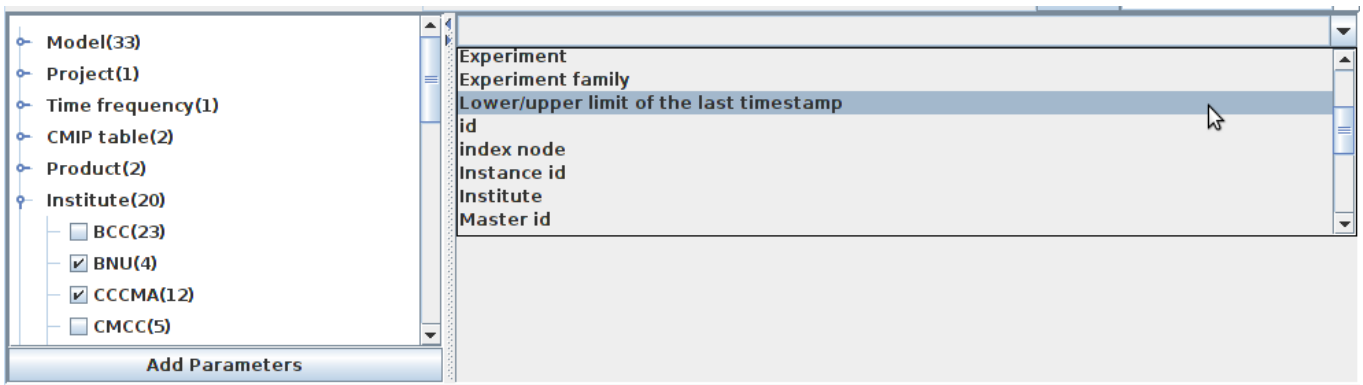 Model(33)
Project(1)
Time frequency(1)
CMIP table(2)
Product(2)
Institute(20)
BCC(23)
BNU(4)
CCCMA(12)
CMCC(5)
Add Parameters
Experiment
Experiment family
Lower/upper limit of the last timestamp
id
index node
Instance id
Institute
Master id